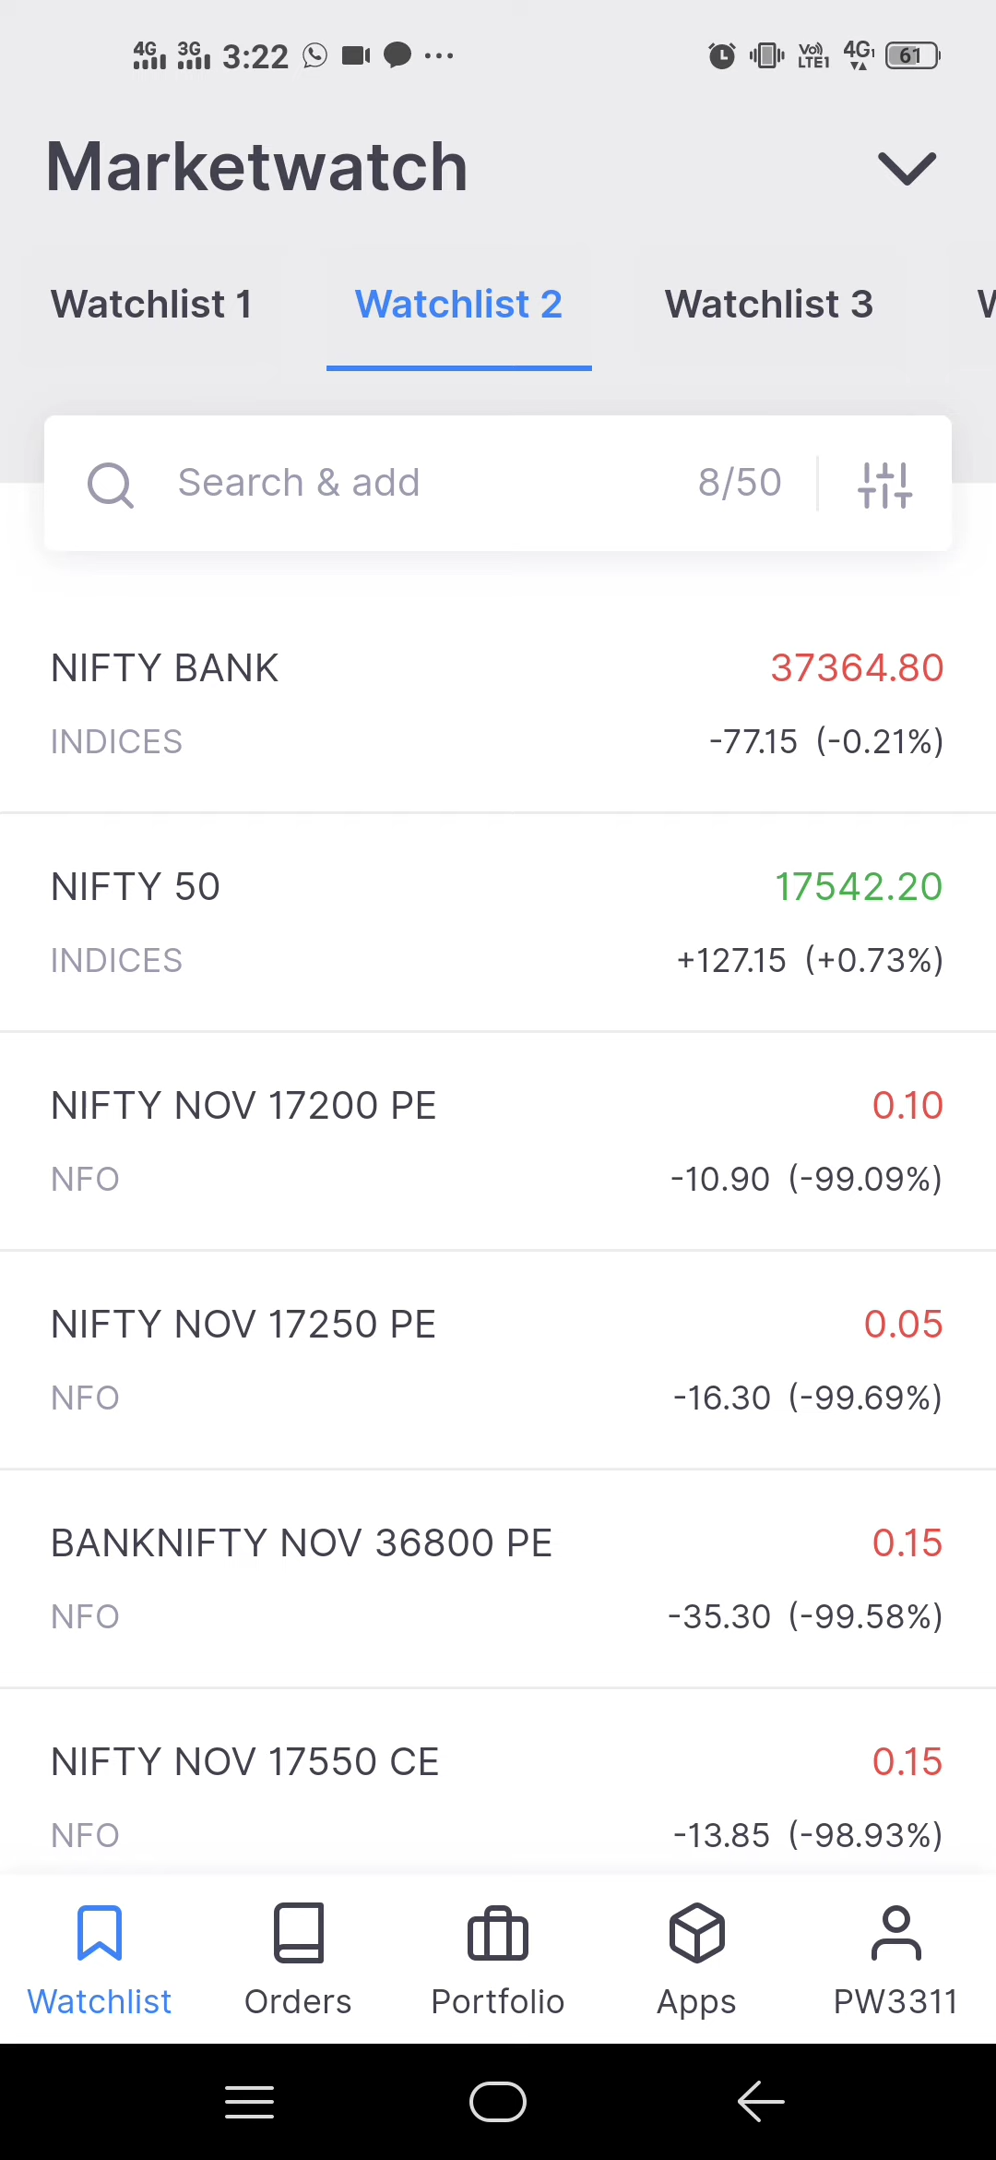 4G 3G 3:22 ... Vo) LTE1 4G1 61
Marketwatch
Watchlist 1 Watchlist 2 Watchlist 3
Search & add 8/50
NIFTY BANK 37364.80
INDICES -77.15 (-0.21%)
NIFTY 50 17542.20
INDICES +127.15 (+0.73%)
NIFTY NOV 17200 PE 0.10
NFO -10.90 (-99.09%)
NIFTY NOV 17250 PE 0.05
NFO -16.30 (-99.69%)
BANKNIFTY NOV 36800 PE 0.15
NFO -35.30 (-99.58%)
NIFTY NOV 17550 CE 0.15
NFO -13.85 (-98.93%)
Watchlist Orders Portfolio Apps PW3311